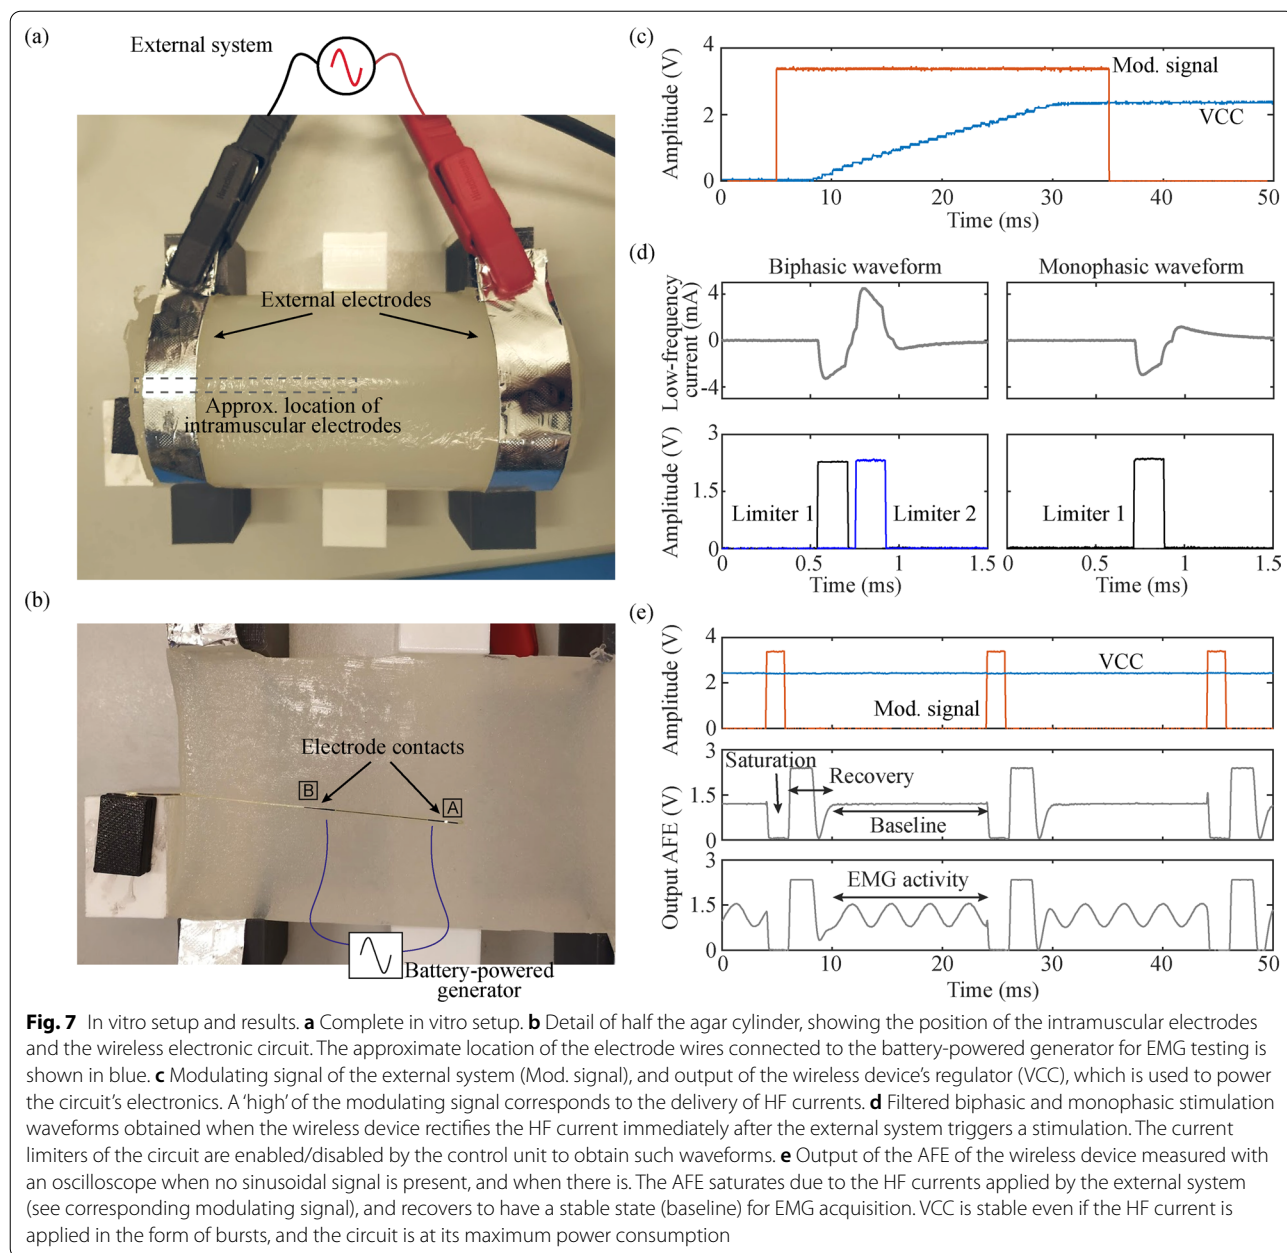 (a)
External system
External electrodes
Approx. location of
intramuscular electrodes
(b)
Electrode contacts
B
A
Battery-powered
generator
(c)
Amplitude (V)
4
2
0
Mod. signal
VCC
0 10 20 30 40 50
Time (ms)
(d)
Biphasic waveform
Monophasic waveform
Low-frequency
current (mA)
4
0
-4
Amplitude (V)
3
1.5
0
Limiter 1
Limiter 2
Limiter 1
0 0.5 1 1.5
Time (ms)
0 0.5 1 1.5
Time (ms)
(e)
Amplitude (V)
4
2
0
VCC
Mod. signal
Output AFE (V)
3
1.5
0
Saturation
Recovery
Baseline
3
1.5
0
EMG activity
0 10 20 30 40 50
Time (ms)
Fig. 7 In vitro setup and results. a Complete in vitro setup. b Detail of half the agar cylinder, showing the position of the intramuscular electrodes
and the wireless electronic circuit. The approximate location of the electrode wires connected to the battery-powered generator for EMG testing is
shown in blue. c Modulating signal of the external system (Mod. signal), and output of the wireless device's regulator (VCC), which is used to power
the circuit's electronics. A 'high' of the modulating signal corresponds to the delivery of HF currents. d Filtered biphasic and monophasic stimulation
waveforms obtained when the wireless device rectifies the HF current immediately after the external system triggers a stimulation. The current
limiters of the circuit are enabled/disabled by the control unit to obtain such waveforms. e Output of the AFE of the wireless device measured with
an oscilloscope when no sinusoidal signal is present, and when there is. The AFE saturates due to the HF currents applied by the external system
(see corresponding modulating signal), and recovers to have a stable state (baseline) for EMG acquisition. VCC is stable even if the HF current is
applied in the form of bursts, and the circuit is at its maximum power consumption